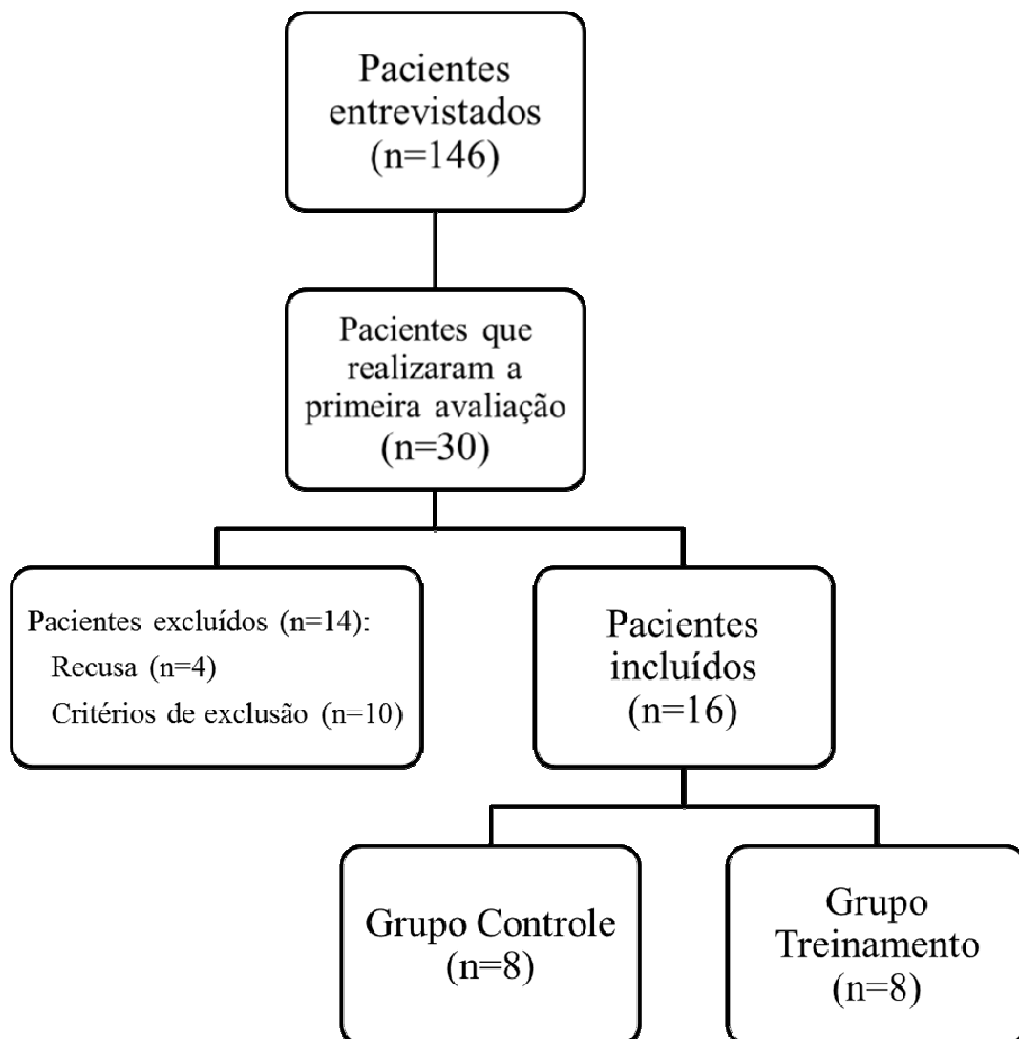 Pacientes
entrevistados
(n=146)
Pacientes que
realizaram a
primeira avaliação
(n=30)
Pacientes excluídos (n=14):
Recusa (n=4)
Critérios de exclusão (n=10)
Pacientes
incluídos
(n=16)
Grupo Controle
(n=8)
Grupo
Treinamento
(n=8)